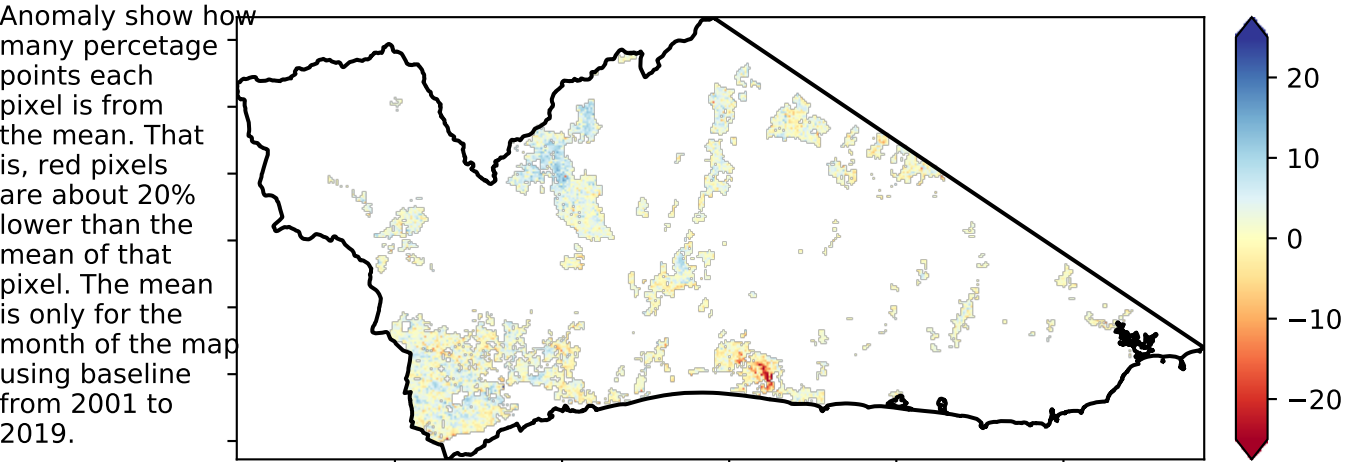 Anomaly show how
many percetage
points each
pixel is from
the mean. That
is, red pixels
are about 20%
lower than the
mean of that
pixel. The mean
is only for the
month of the map
using baseline
from 2001 to
2019.
20
10
0
−10
−20